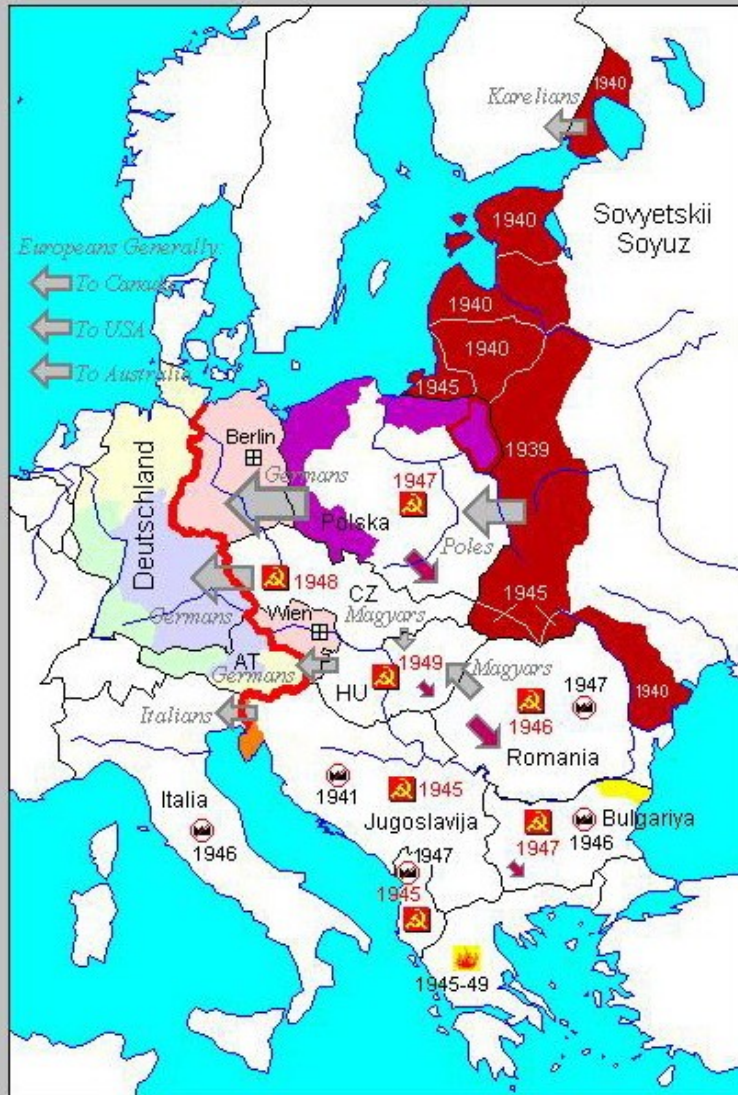 1940
Karelians
Sovyetskii
Soyuz
1940
Europeans Generally:
To Canada
1940
To USA
1940
To Australia
1945
Berlin
1939
Deutschland
Germans
1947
Polska
Poles
1948
CZ
1945
Germans
Wien
Magyars
AT
Germans
1949
Magyars
HU
1947
1940
Italians
1946
Romania
Italia
1941
1945
Jugoslavija
Bulgariya
1946
1947
1947
1946
1945
1945-49